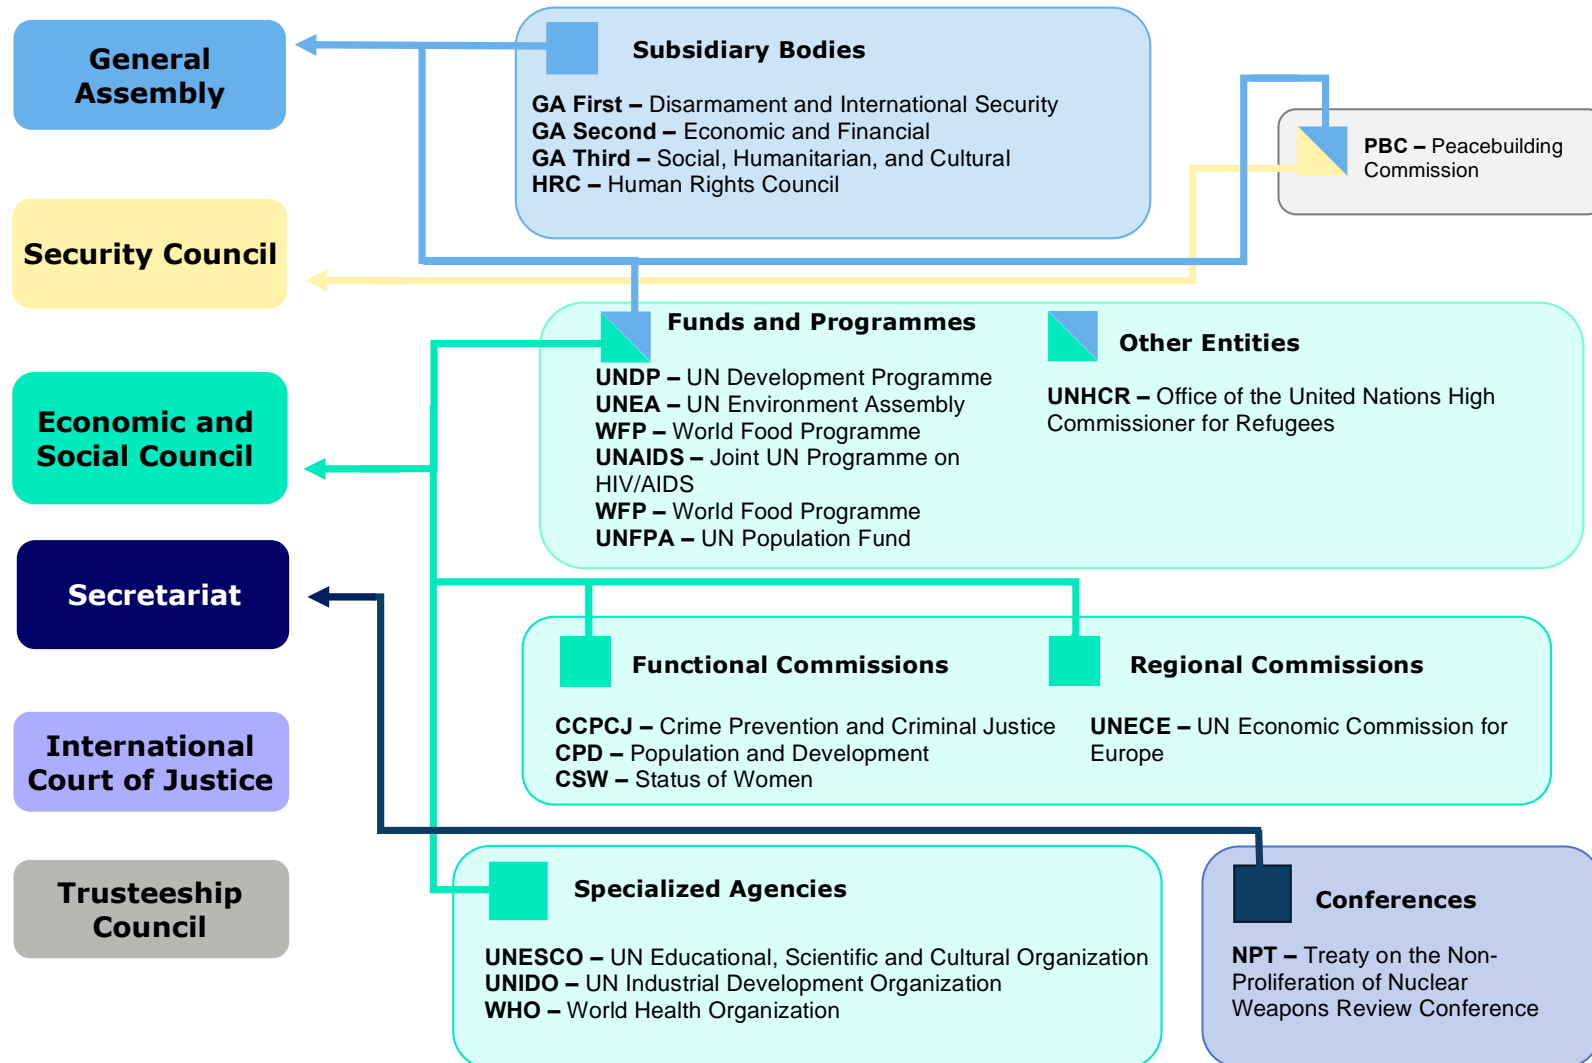 General
Assembly
Subsidiary Bodies
GA First – Disarmament and International Security
GA Second – Economic and Financial
GA Third – Social, Humanitarian, and Cultural
HRC – Human Rights Council
PBC – Peacebuilding
Commission
Security Council
Funds and Programmes
UNDP – UN Development Programme
UNEA – UN Environment Assembly
WFP – World Food Programme
UNAIDS – Joint UN Programme on
HIV/AIDS
WFP – World Food Programme
UNFPA – UN Population Fund
Other Entities
UNHCR – Office of the United Nations High
Commissioner for Refugees
Economic and
Social Council
Secretariat
Functional Commissions
CCPCJ – Crime Prevention and Criminal Justice
CPD – Population and Development
CSW – Status of Women
Regional Commissions
UNECE – UN Economic Commission for
Europe
International
Court of Justice
Trusteeship
Council
Specialized Agencies
UNESCO – UN Educational, Scientific and Cultural Organization
UNIDO – UN Industrial Development Organization
WHO – World Health Organization
Conferences
NPT – Treaty on the Non-
Proliferation of Nuclear
Weapons Review Conference